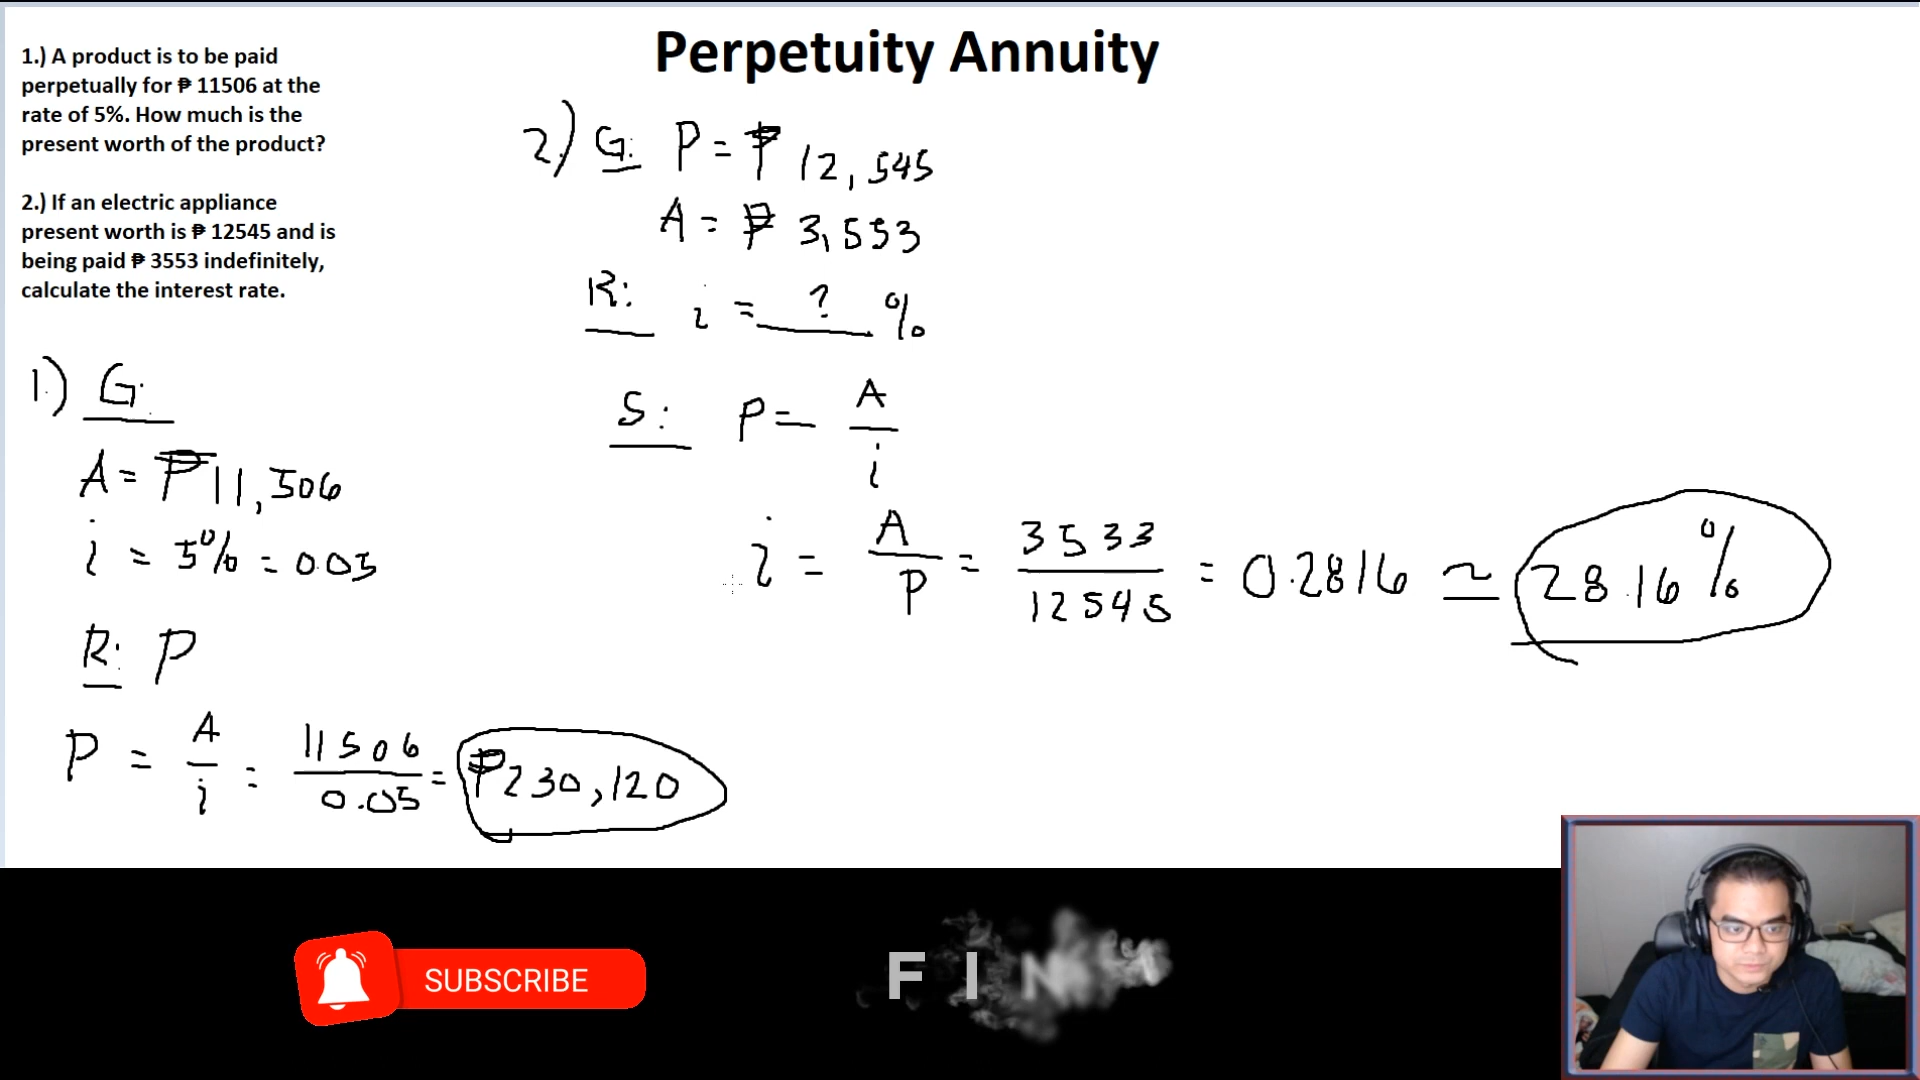 Perpetuity Annuity
1.) A product is to be paid
perpetually for ₱ 11506 at the
rate of 5%. How much is the
present worth of the product?
2.) If an electric appliance
present worth is ₱ 12545 and is
being paid ₱ 3553 indefinitely,
calculate the interest rate.
1.) G:
A = ₱11,506
i = 5% = 0.05
R: P
P = A/i = 11506/0.05 = ₱230,120
2.) G: P = ₱ 12,545
A = ₱ 3,553
R: i = ? %
S: P = A/i
i = A/P = 3533/12545 = 0.2816 ≃ 28.16%
SUBSCRIBE
F I N